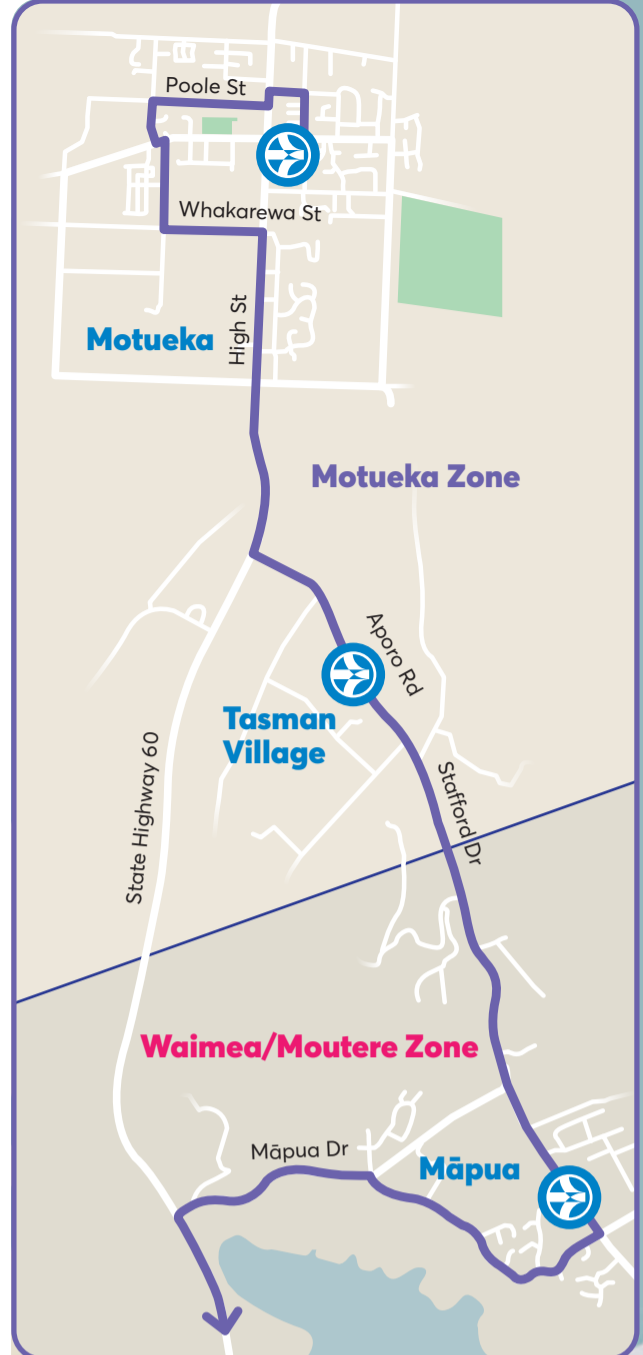 Poole St
Whakarewa St
High St
Motueka
Motueka Zone
Aporo Rd
Tasman
Village
State Highway 60
Stafford Dr
Waimea/Moutere Zone
Māpua Dr
Māpua